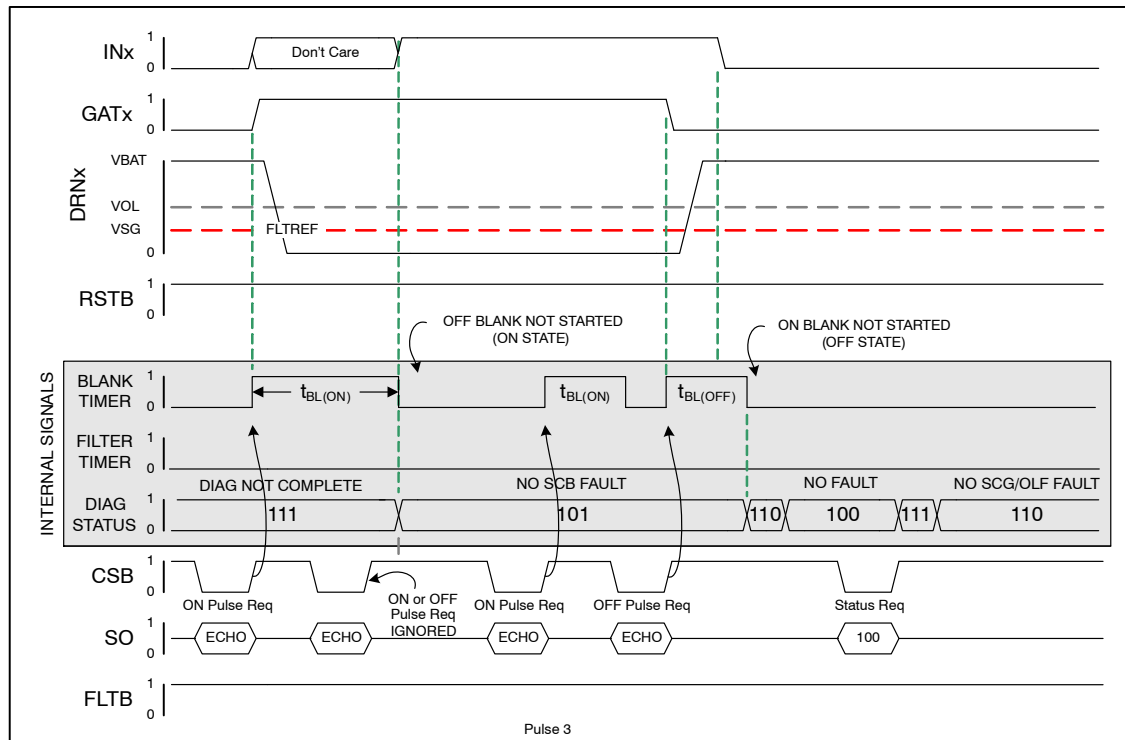 INx
1
0
Don't Care
GATx
1
0
DRNx
VBAT
VOL
VSG
0
FLTREF
RSTB
1
0
OFF BLANK NOT STARTED
(ON STATE)
ON BLANK NOT STARTED
(OFF STATE)
INTERNAL SIGNALS
BLANK
TIMER
1
0
tBL(ON)
tBL(ON)
tBL(OFF)
FILTER
TIMER
1
0
DIAG NOT COMPLETE
NO SCB FAULT
NO FAULT
NO SCG/OLF FAULT
DIAG
STATUS
1
0
111
101
110
100
111
110
CSB
1
0
ON Pulse Req
ON or OFF
Pulse Req
IGNORED
ON Pulse Req
OFF Pulse Req
Status Req
SO
1
0
ECHO
ECHO
ECHO
ECHO
100
FLTB
1
0
Pulse 3